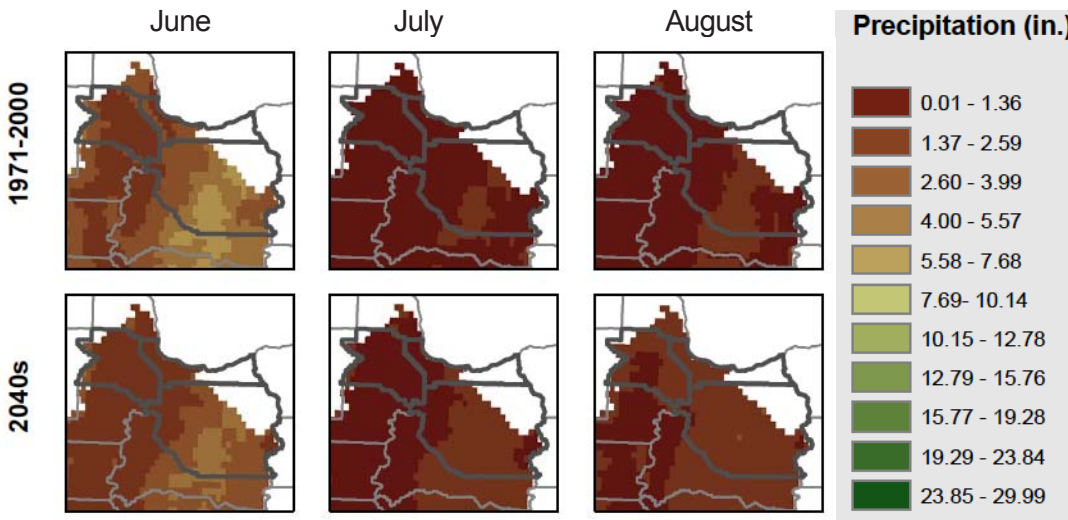 June
July
August
Precipitation (in.)
1971-2000
2040s
0.01 - 1.36
1.37 - 2.59
2.60 - 3.99
4.00 - 5.57
5.58 - 7.68
7.69- 10.14
10.15 - 12.78
12.79 - 15.76
15.77 - 19.28
19.29 - 23.84
23.85 - 29.99